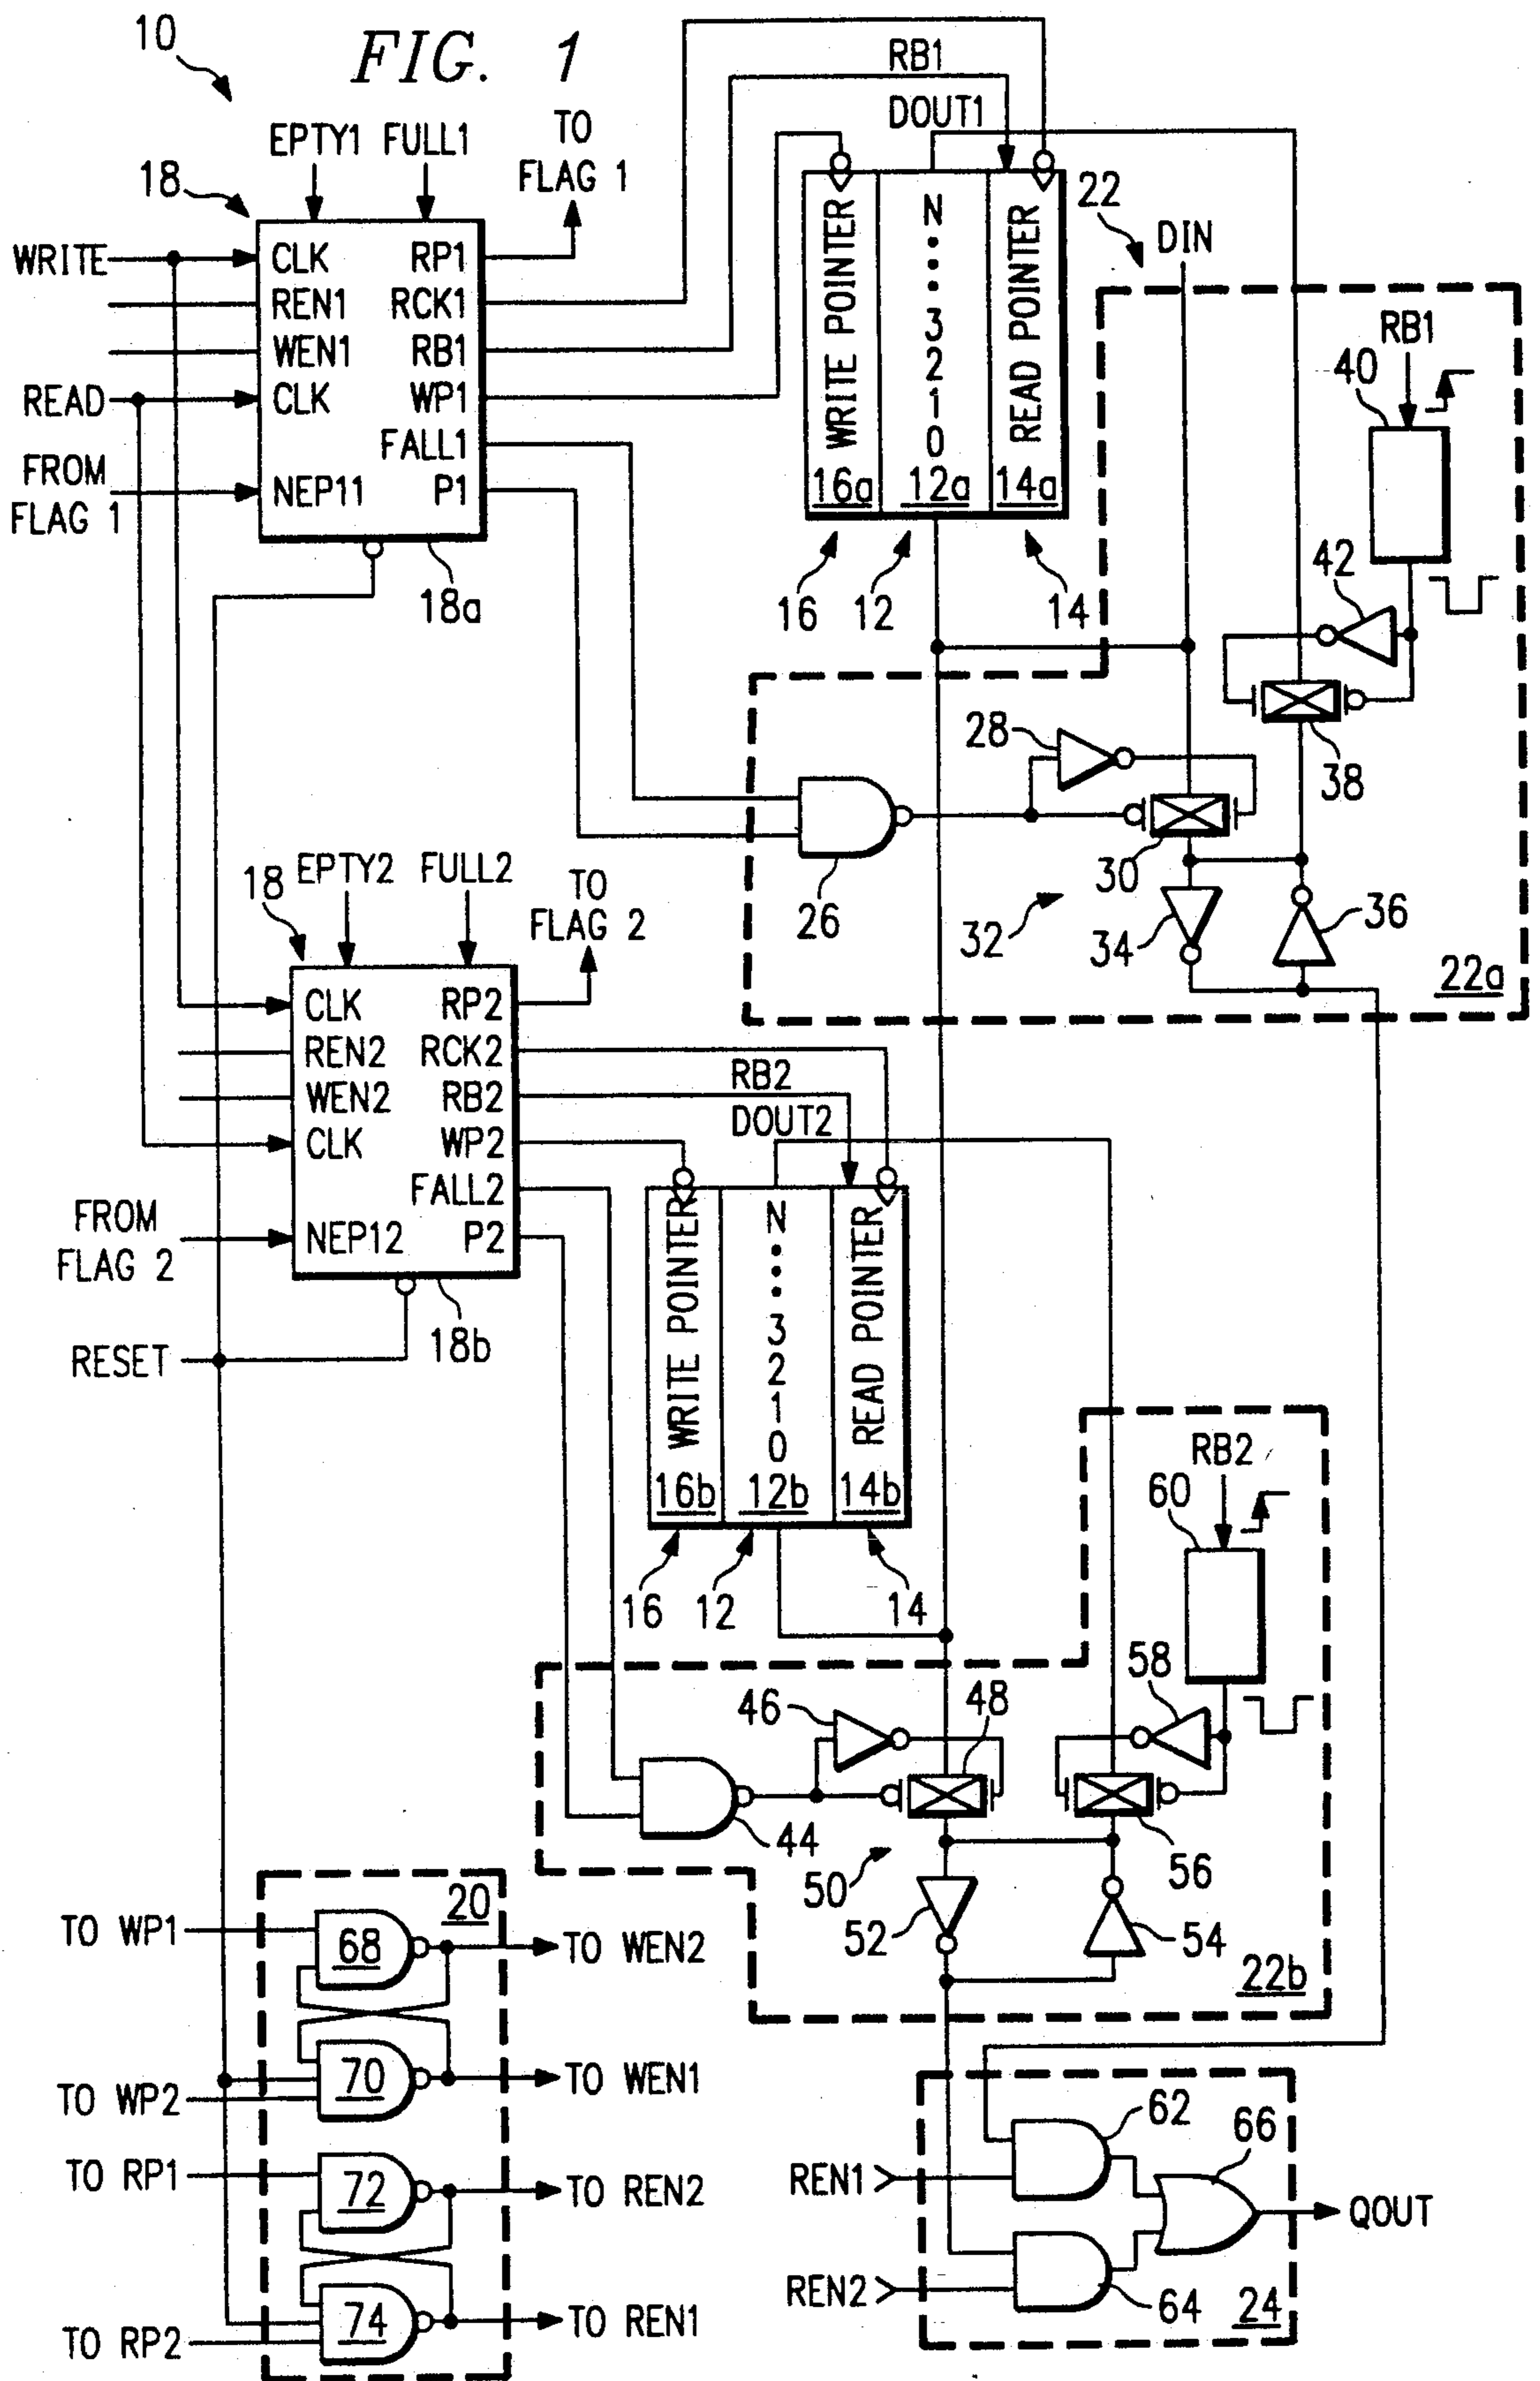 10
FIG. 1
RB1
DOUT1
EPTY1 FULL1
TO
FLAG 1
18
22
DIN
WRITE
CLK RP1
REN1 RCK1
WEN1 RB1
READ
CLK WP1
FALL1
FROM
FLAG 1
NEP11 P1
18a
WRITE POINTER
N
3
2
1
0
READ POINTER
16a 12a 14a
16 12 14
RB1
40
42
38
28
30
26
32
34
36
22a
EPTY2 FULL2
TO
FLAG 2
18
CLK RP2
REN2 RCK2
WEN2 RB2
CLK WP2
FALL2
FROM
FLAG 2
NEP12 P2
18b
RESET
RB2
DOUT2
WRITE POINTER
N
3
2
1
0
READ POINTER
16b 12b 14b
16 12 14
RB2
60
58
46
48
44
56
50
52
54
22b
20
TO WP1
68
TO WEN2
70
TO WEN1
TO WP2
TO RP1
72
TO REN2
74
TO REN1
TO RP2
62
66
REN1
QOUT
REN2
64
24